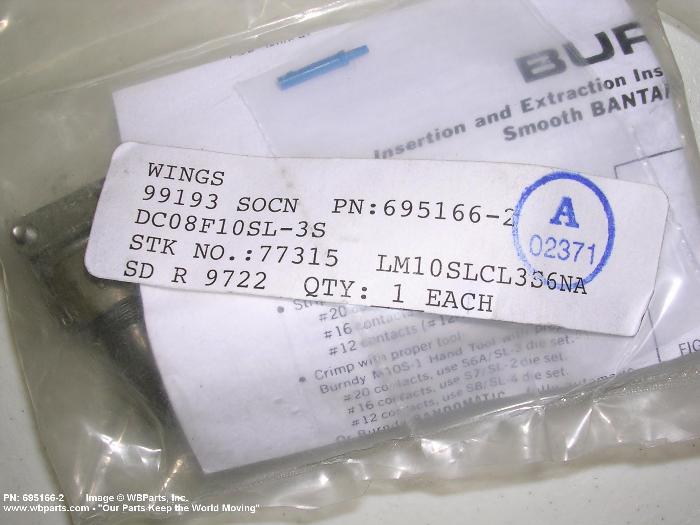 BUR
Insertion and Extraction Ins
Smooth BANTA
WINGS
99193 SOCN PN:695166-2
DC08F10SL-3S
STK NO.:77315 LM10SLCL3S6NA
SD R 9722 QTY: 1 EACH
A
02371
#20
#16 contacts
#12 contacts
• Crimp with proper tool
Burndy M10S-1 Hand Tool with
#20 contacts, use S6A/SL-3 die set.
#16 contacts, use S7/SL-2 die set.
#12 contacts, use S8/SL-4 die set.
FIG
PN: 695166-2 Image © WBParts, Inc.
www.wbparts.com - "Our Parts Keep the World Moving"